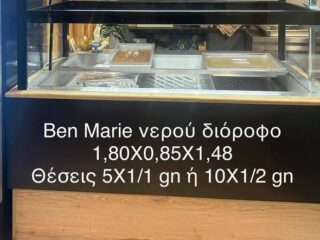 Ben Marie νερού διόροφο
1,80Χ0,85Χ1,48
Θέσεις 5Χ1/1 gn ή 10Χ1/2 gn